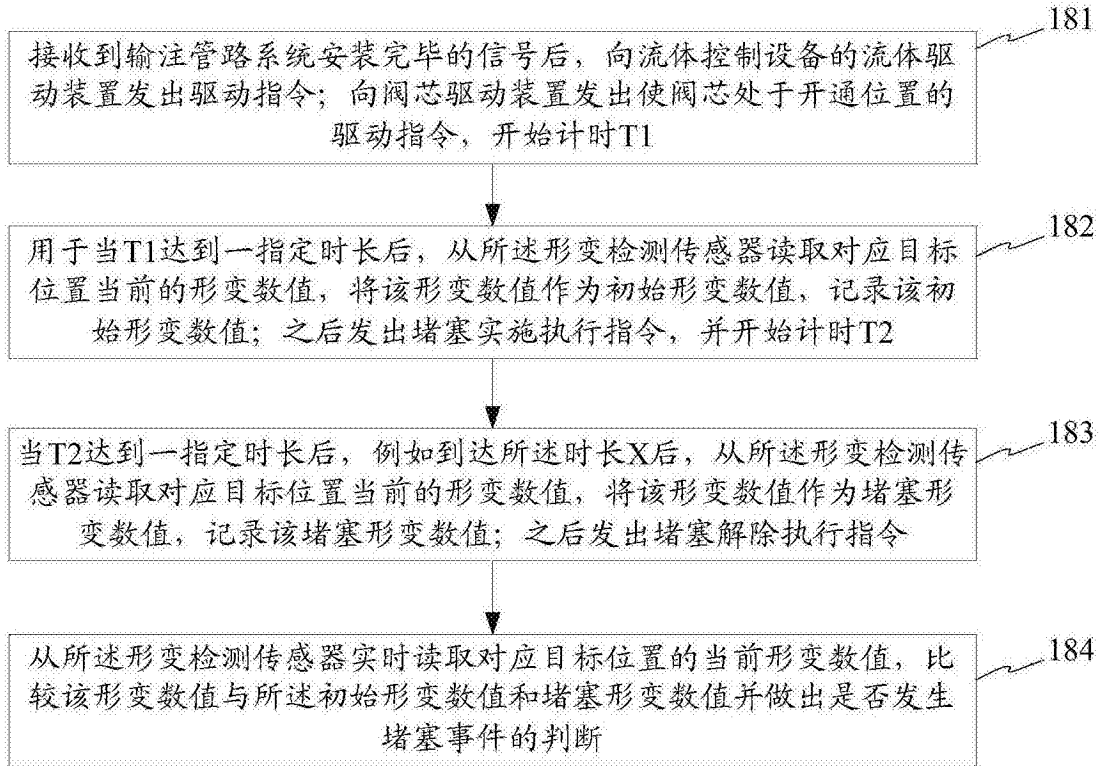 181
接收到输注管路系统安装完毕的信号后，向流体控制设备的流体驱
动装置发出驱动指令；向阀芯驱动装置发出使阀芯处于开通位置的
驱动指令，开始计时T1
182
用于当T1达到一指定时长后，从所述形变检测传感器读取对应目标
位置当前的形变数值，将该形变数值作为初始形变数值，记录该初
始形变数值；之后发出堵塞实施执行指令，并开始计时T2
183
当T2达到一指定时长后，例如到达所述时长X后，从所述形变检测传
感器读取对应目标位置当前的形变数值，将该形变数值作为堵塞形
变数值，记录该堵塞形变数值；之后发出堵塞解除执行指令
184
从所述形变检测传感器实时读取对应目标位置的当前形变数值，比
较该形变数值与所述初始形变数值和堵塞形变数值并做出是否发生
堵塞事件的判断